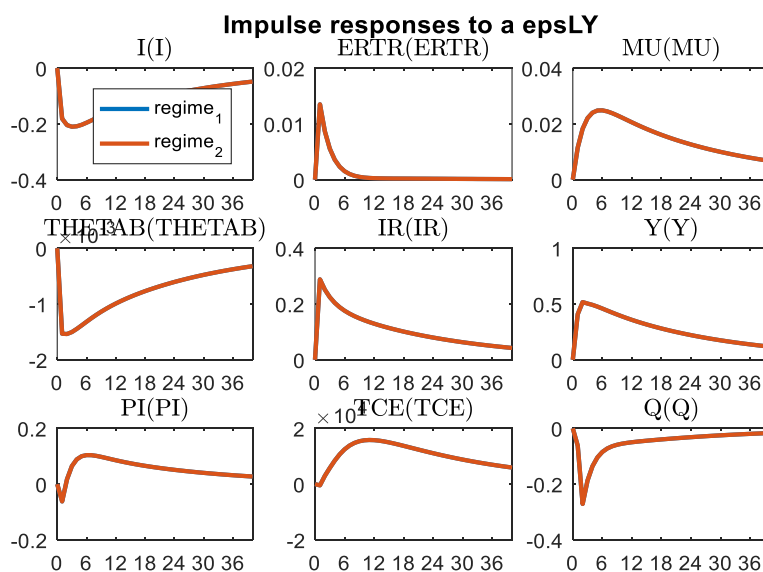 Impulse responses to a epsLY
I(I)
ERTR(ERTR)
MU(MU)
0
-0.2
-0.4
0 6 12 18 24 30 36
regime1
regime2
0.02
0.01
0
0 6 12 18 24 30 36
0.04
0.02
0
0 6 12 18 24 30 36
THETAB(THETAB)
IR(IR)
Y(Y)
0
-1
-2
0 6 12 18 24 30 36
0.4
0.2
0
0 6 12 18 24 30 36
1
0.5
0
0 6 12 18 24 30 36
PI(PI)
TCE(TCE)
Q(Q)
0.2
0
-0.2
0 6 12 18 24 30 36
2
0
-2
0 6 12 18 24 30 36
0
-0.2
-0.4
0 6 12 18 24 30 36